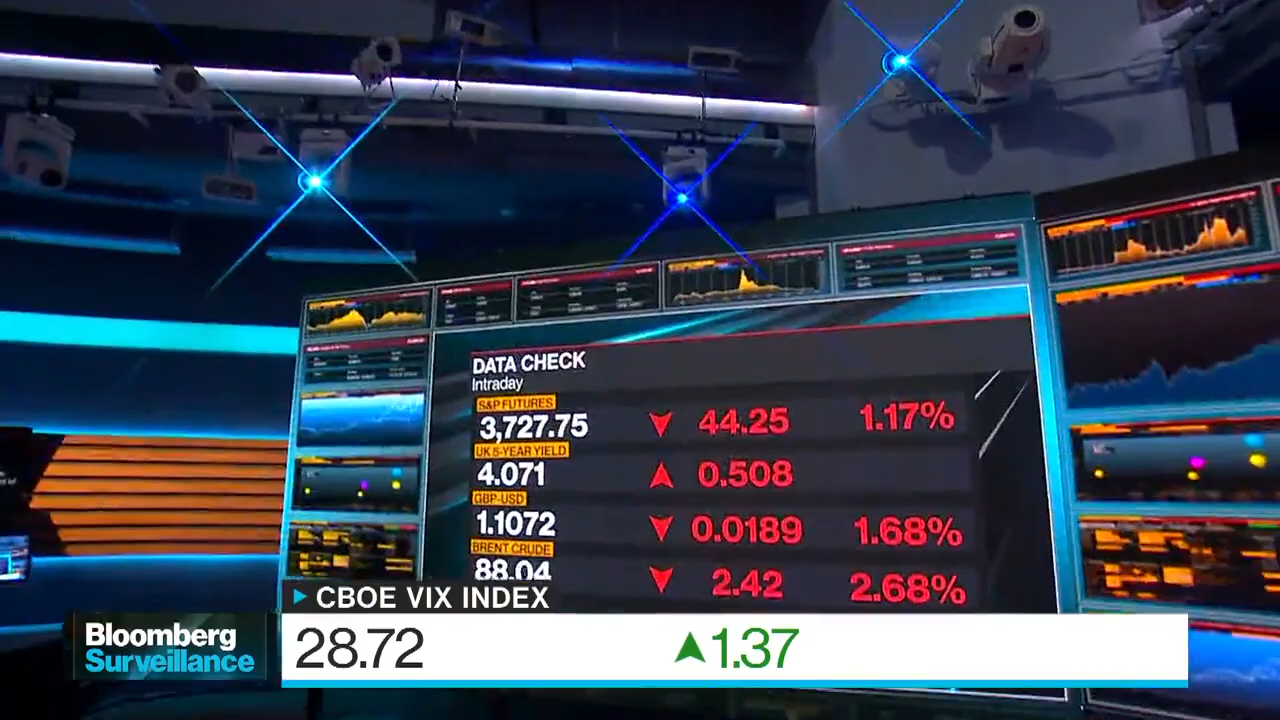 DATA CHECK
Intraday
S&P FUTURES
3,727.75 44.25 1.17%
UK 5-YEAR YIELD
4.071 0.508
GBP-USD
1.1072 0.0189 1.68%
BRENT CRUDE
88.04 2.42 2.68%
CBOE VIX INDEX
Bloomberg
Surveillance
28.72 1.37